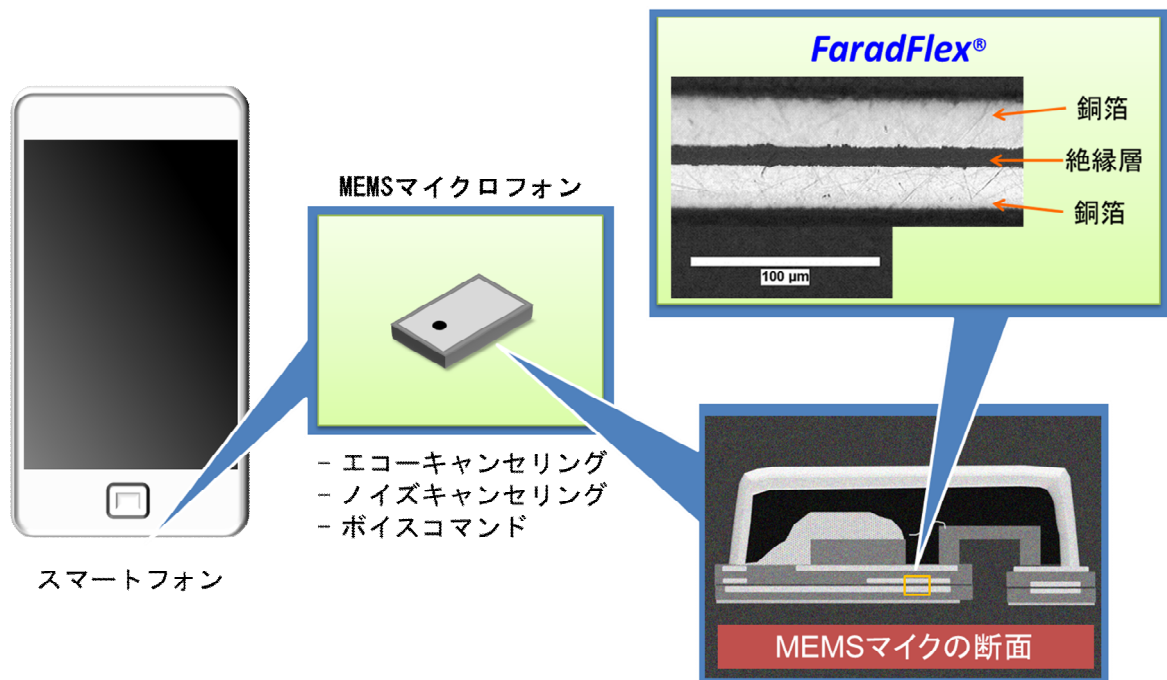 FaradFlex®
銅箔
絶縁層
銅箔
100 µm
MEMSマイクロフォン
- エコーキャンセリング
- ノイズキャンセリング
- ボイスコマンド
スマートフォン
MEMSマイクの断面